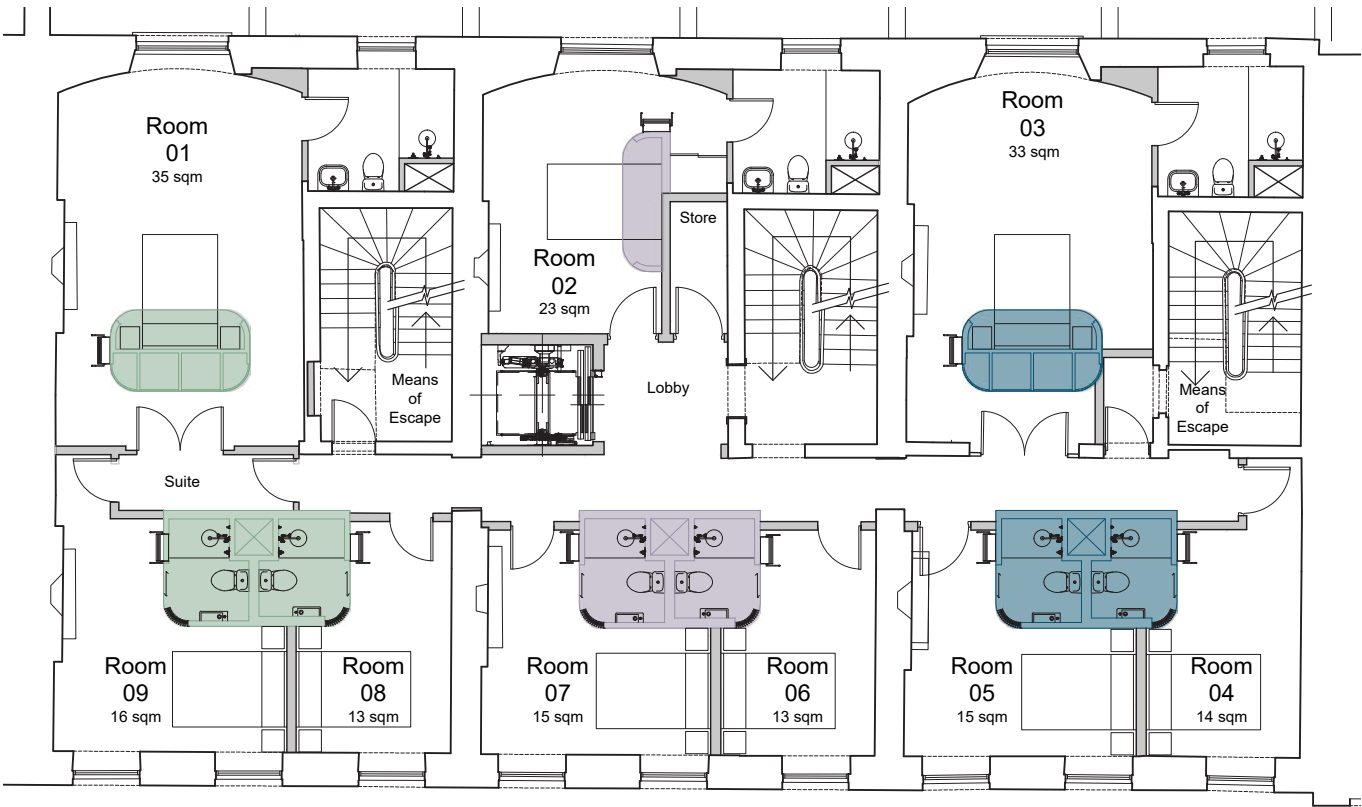 Room
01
35 sqm
Room
02
23 sqm
Store
Room
03
33 sqm
Means
of
Escape
Lobby
Means
of
Escape
Suite
Room
09
16 sqm
Room
08
13 sqm
Room
07
15 sqm
Room
06
13 sqm
Room
05
15 sqm
Room
04
14 sqm